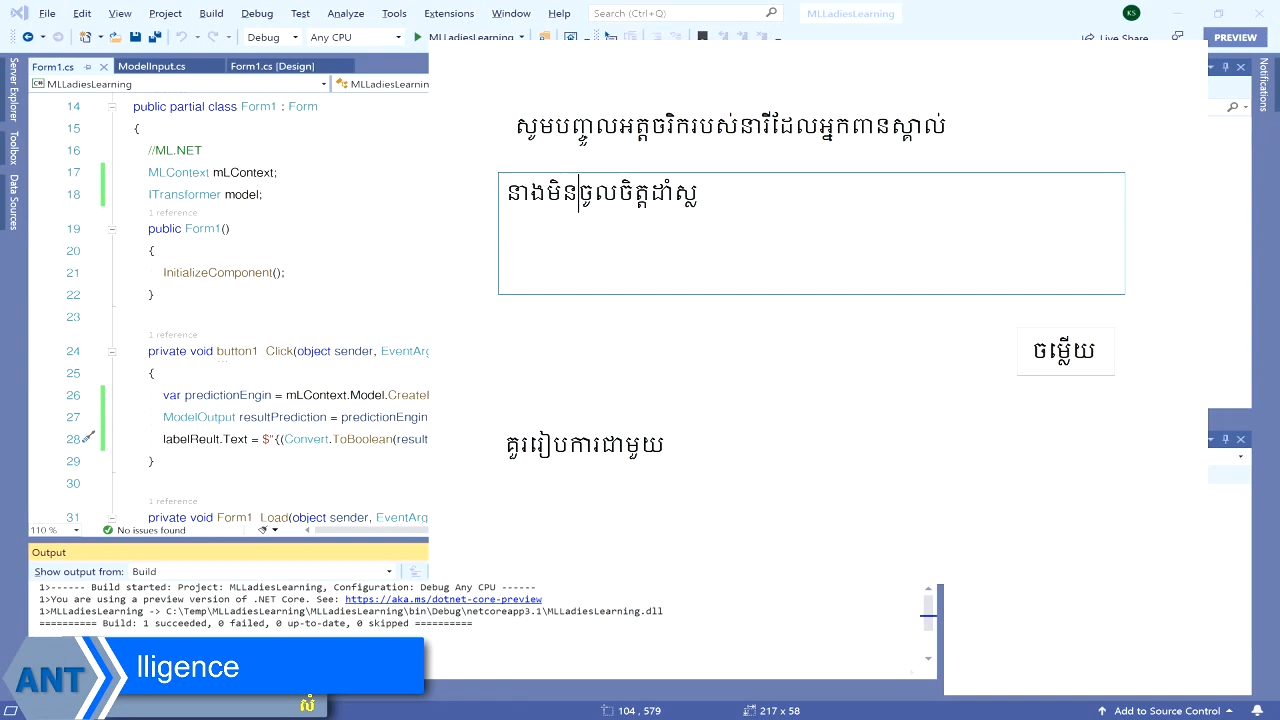 File Edit View Project Build Debug Test Analyze Tools Extensions Window Help Search (Ctrl+Q) MLLadiesLearning KS
Debug Any CPU MLLadiesLearning Live Share PREVIEW
Form1.cs ModelInput.cs Form1.cs [Design]
MLLadiesLearning MLLadiesLearnin
Server Explorer
Toolbox
Data Sources
Notifications
14 public partial class Form1 : Form
15 {
16 //ML.NET
17 MLContext mLContext;
18 ITransformer model;
1 reference
19 public Form1()
20 {
21 InitializeComponent();
22 }
23
1 reference
24 private void button1_Click(object sender, EventArg
25 {
26 var predictionEngin = mLContext.Model.Create
27 ModelOutput resultPrediction = predictionEngin
28 labelReult.Text = $"{(Convert.ToBoolean(result
29 }
30
1 reference
31 private void Form1_Load(object sender, EventArg
110 % No issues found
សូមបញ្ចូលអត្តចរិករបស់នារីដែលអ្នកពានស្គាល់
នាងមិនចូលចិត្តដាំស្ល
ចម្លើយ
គួររៀបការជាមួយ
Output
Show output from: Build
1>------ Build started: Project: MLLadiesLearning, Configuration: Debug Any CPU ------
1>You are using a preview version of .NET Core. See: https://aka.ms/dotnet-core-preview
1>MLLadiesLearning -> C:\Temp\MLLadiesLearning\MLLadiesLearning\bin\Debug\netcoreapp3.1\MLLadiesLearning.dll
========== Build: 1 succeeded, 0 failed, 0 up-to-date, 0 skipped ==========
ANT lligence
104 , 579 217 x 58 Add to Source Control